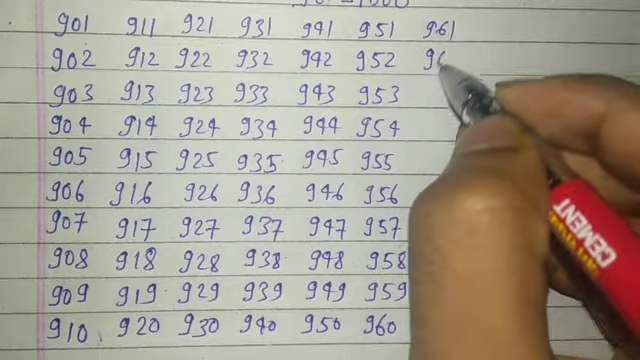 901 911 921 931 941 951 961
902 912 922 932 942 952 96
903 913 923 933 943 953
904 914 924 934 944 954
905 915 925 935 945 955
906 916 926 936 946 956
907 917 927 937 947 957
908 918 928 938 948 958
909 919 929 939 949 959
910 920 930 940 950 960
CEMENT